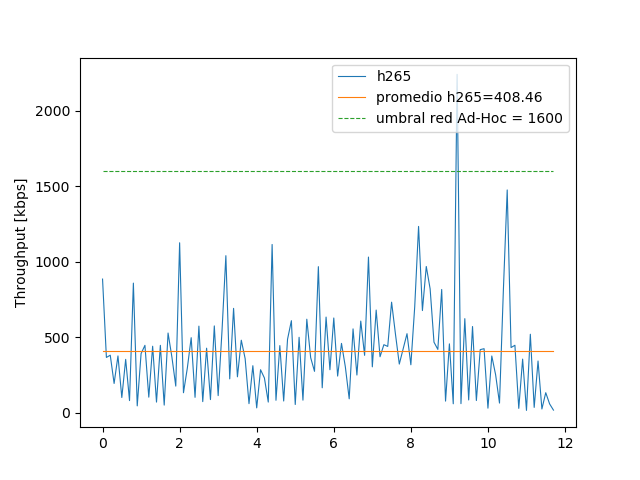 h265
promedio h265=408.46
umbral red Ad-Hoc = 1600
Throughput [kbps]
2000
1500
1000
500
0
0 2 4 6 8 10 12